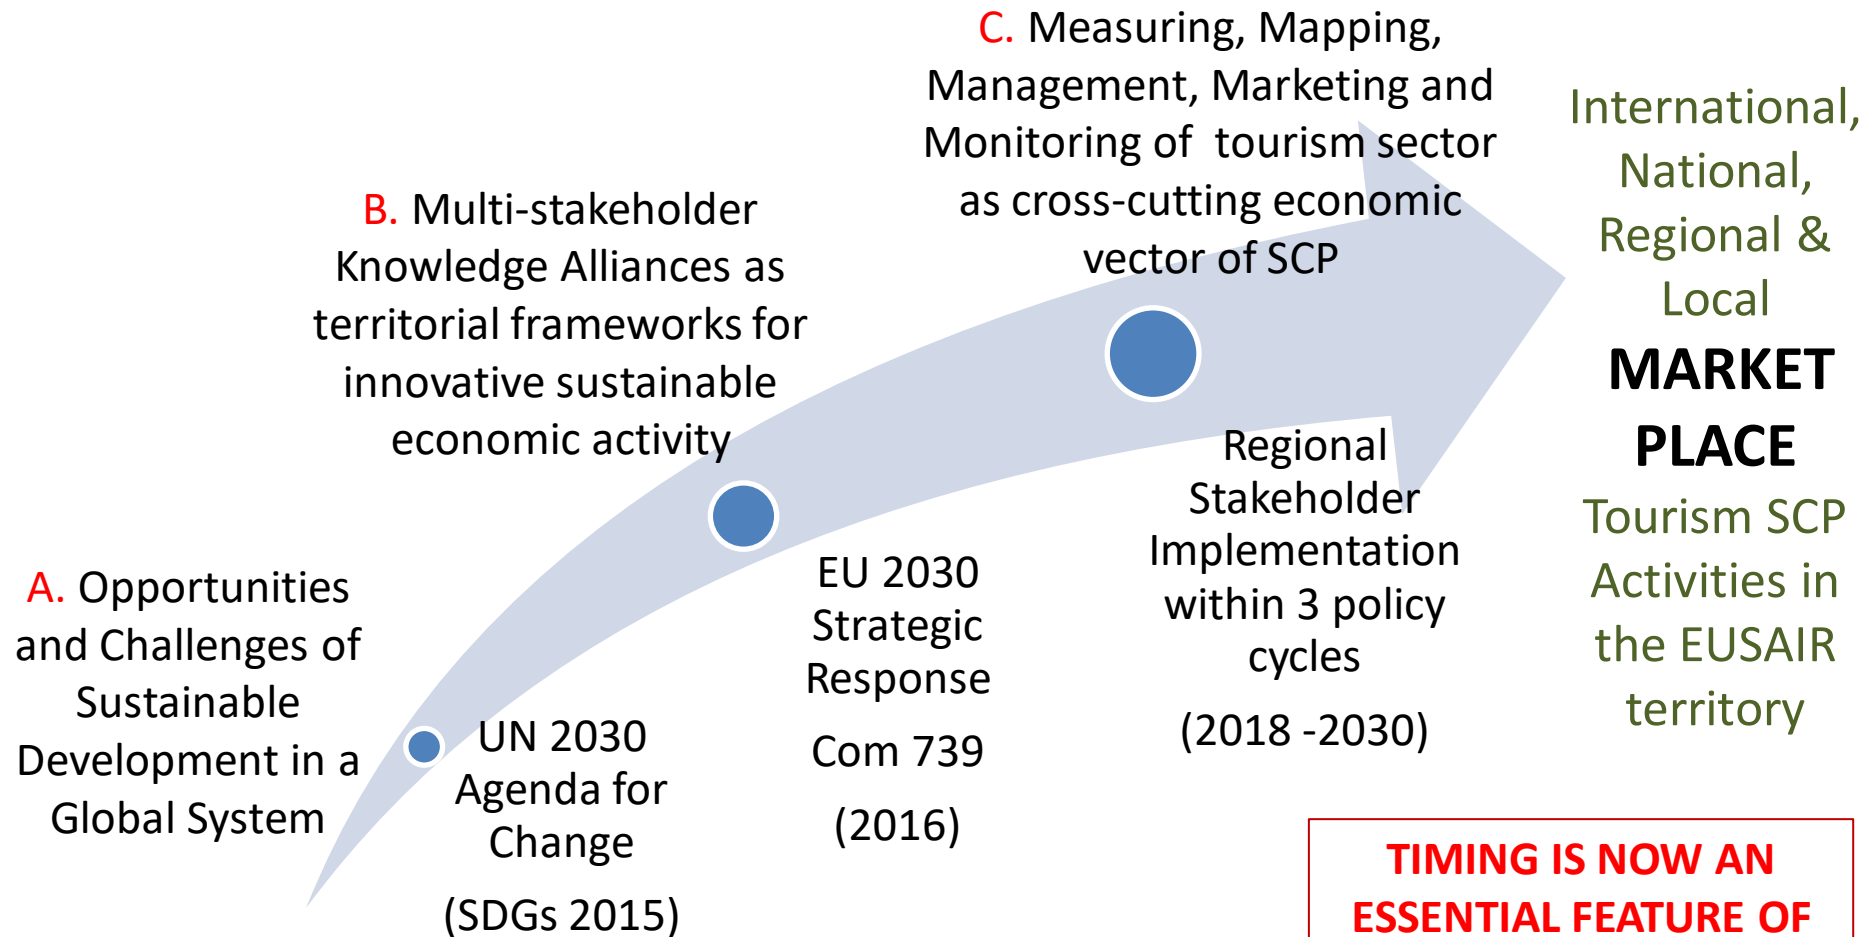 C. Measuring, Mapping,
Management, Marketing and
Monitoring of tourism sector
as cross-cutting economic
vector of SCP
International,
National,
Regional &
Local
MARKET
PLACE
Tourism SCP
Activities in
the EUSAIR
territory
B. Multi-stakeholder
Knowledge Alliances as
territorial frameworks for
innovative sustainable
economic activity
A. Opportunities
and Challenges of
Sustainable
Development in a
Global System
UN 2030
Agenda for
Change
(SDGs 2015)
EU 2030
Strategic
Response
Com 739
(2016)
Regional
Stakeholder
Implementation
within 3 policy
cycles
(2018 -2030)
TIMING IS NOW AN
ESSENTIAL FEATURE OF